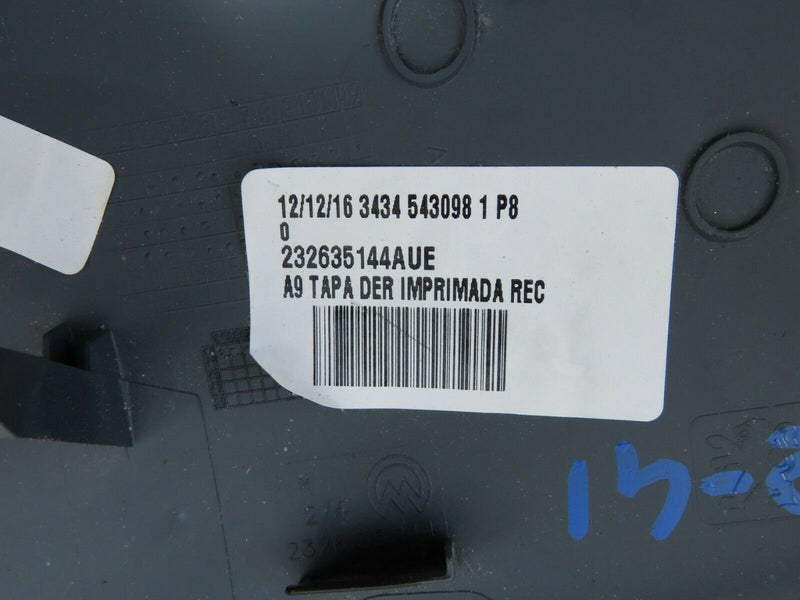 12/12/16 3434 543098 1 P8
0
232635144AUE
A9 TAPA DER IMPRIMADA REC